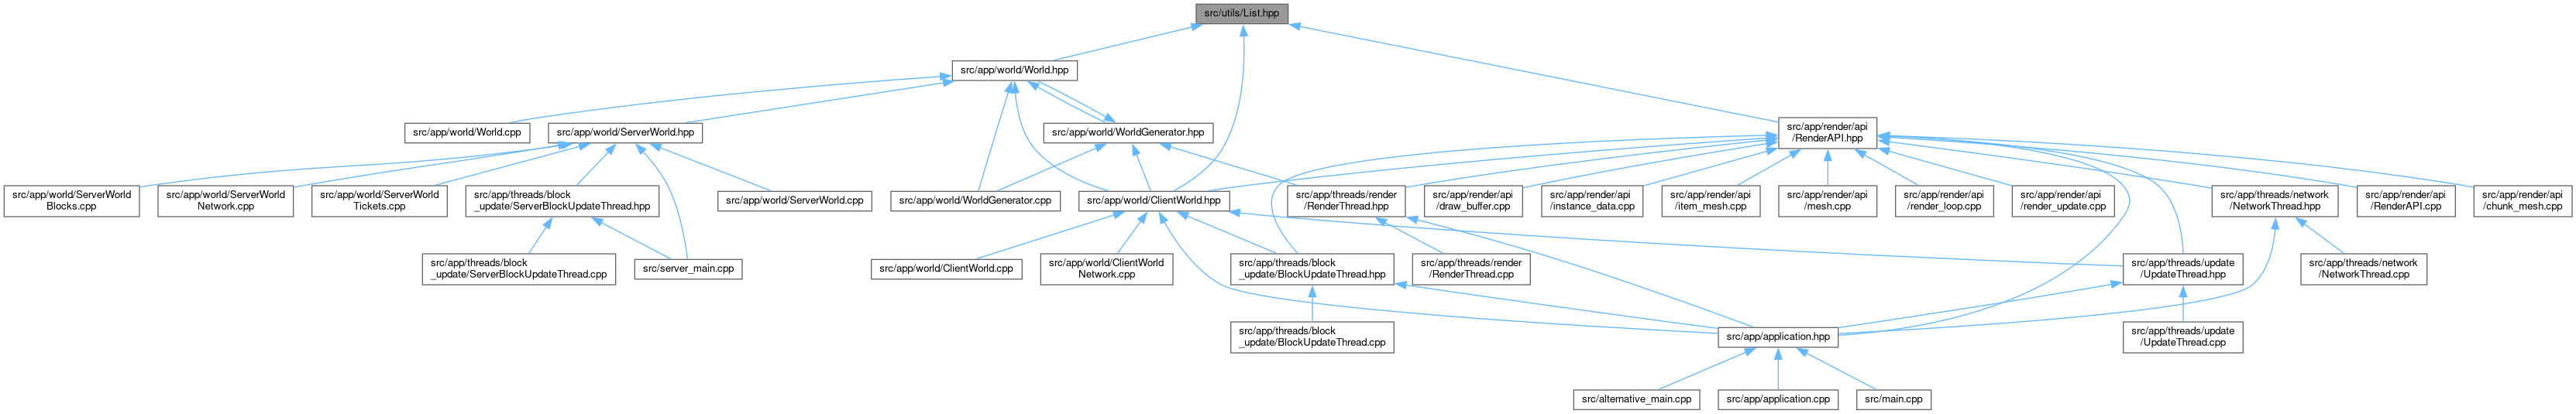 src/utils/List.hpp
src/app/world/World.hpp
src/app/world/World.cpp
src/app/world/ServerWorld.hpp
src/app/world/WorldGenerator.hpp
src/app/render/api
/RenderAPI.hpp
src/app/world/ServerWorld
Blocks.cpp
src/app/world/ServerWorld
Network.cpp
src/app/world/ServerWorld
Tickets.cpp
src/app/threads/block
_update/ServerBlockUpdateThread.hpp
src/app/world/ServerWorld.cpp
src/app/world/WorldGenerator.cpp
src/app/world/ClientWorld.hpp
src/app/threads/render
/RenderThread.hpp
src/app/render/api
/draw_buffer.cpp
src/app/render/api
/instance_data.cpp
src/app/render/api
/item_mesh.cpp
src/app/render/api
/mesh.cpp
src/app/render/api
/render_loop.cpp
src/app/render/api
/render_update.cpp
src/app/threads/network
/NetworkThread.hpp
src/app/render/api
/RenderAPI.cpp
src/app/render/api
/chunk_mesh.cpp
src/app/threads/block
_update/ServerBlockUpdateThread.cpp
src/server_main.cpp
src/app/world/ClientWorld.cpp
src/app/world/ClientWorld
Network.cpp
src/app/threads/block
_update/BlockUpdateThread.hpp
src/app/threads/render
/RenderThread.cpp
src/app/threads/update
/UpdateThread.hpp
src/app/threads/network
/NetworkThread.cpp
src/app/threads/block
_update/BlockUpdateThread.cpp
src/app/application.hpp
src/app/threads/update
/UpdateThread.cpp
src/alternative_main.cpp
src/app/application.cpp
src/main.cpp